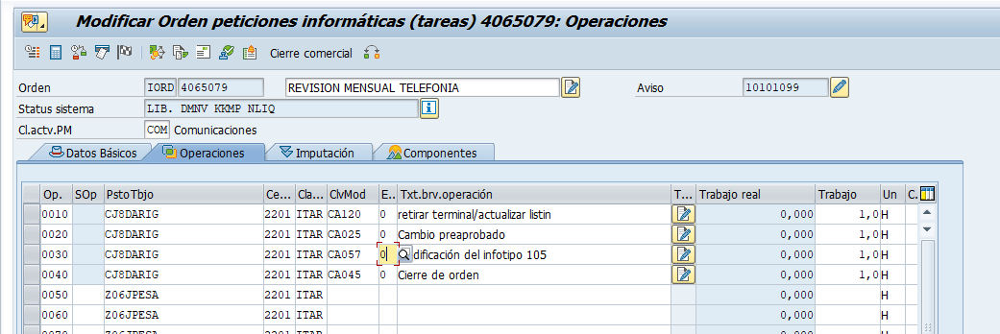 Modificar Orden peticiones informáticas (tareas) 4065079: Operaciones
Cierre comercial
Orden IORD 4065079 REVISION MENSUAL TELEFONIA Aviso 10101099
Status sistema LIB. DMNV KKMP NLIQ
Cl.actv.PM COM Comunicaciones
Datos Básicos Operaciones Imputación Componentes
Op. SOp PstoTbjo Ce... Cla... ClvMod E... Txt.brv.operación T... Trabajo real Trabajo Un C.
0010 CJ8DARIG 2201 ITAR CA120 0 retirar terminal/actualizar listin 0,000 1,0 H
0020 CJ8DARIG 2201 ITAR CA025 0 Cambio preaprobado 0,000 1,0 H
0030 CJ8DARIG 2201 ITAR CA057 0 dificación del infotipo 105 0,000 1,0 H
0040 CJ8DARIG 2201 ITAR CA045 0 Cierre de orden 0,000 1,0 H
0050 Z06JPESA 2201 ITAR 0,000 H
0060 Z06JPESA 2201 ITAR 0,000 H
0070 Z06JPESA 2201 ITAR 0,000 H